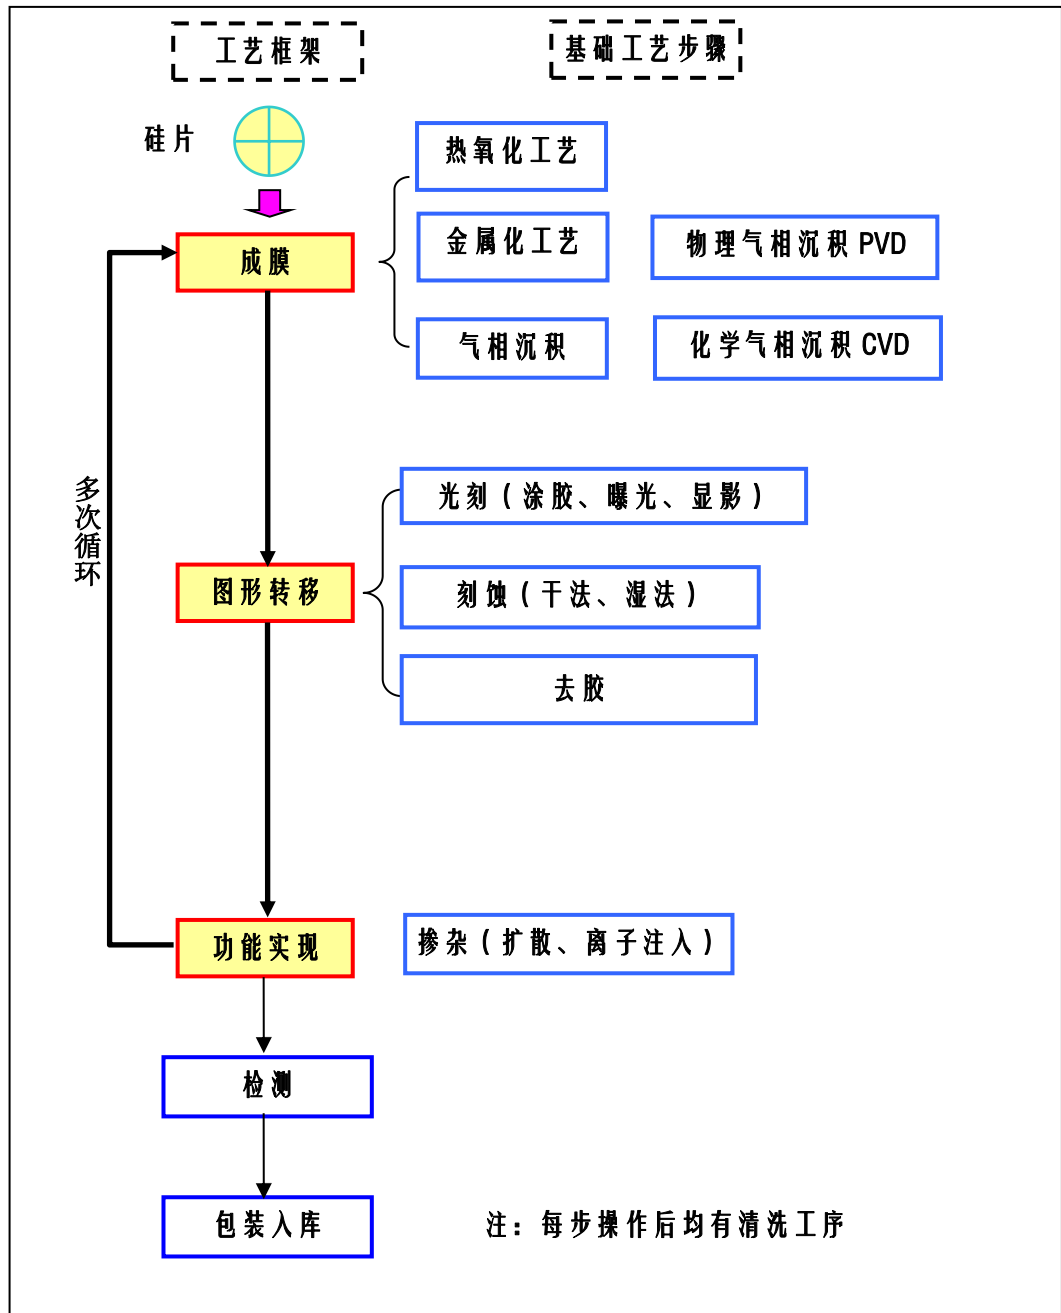 工艺框架
基础工艺步骤
硅片
热氧化工艺
成膜
金属化工艺
物理气相沉积 PVD
气相沉积
化学气相沉积 CVD
多次循环
光刻(涂胶、曝光、显影)
图形转移
刻蚀(干法、湿法)
去胶
功能实现
掺杂(扩散、离子注入)
检测
包装入库
注:每步操作后均有清洗工序